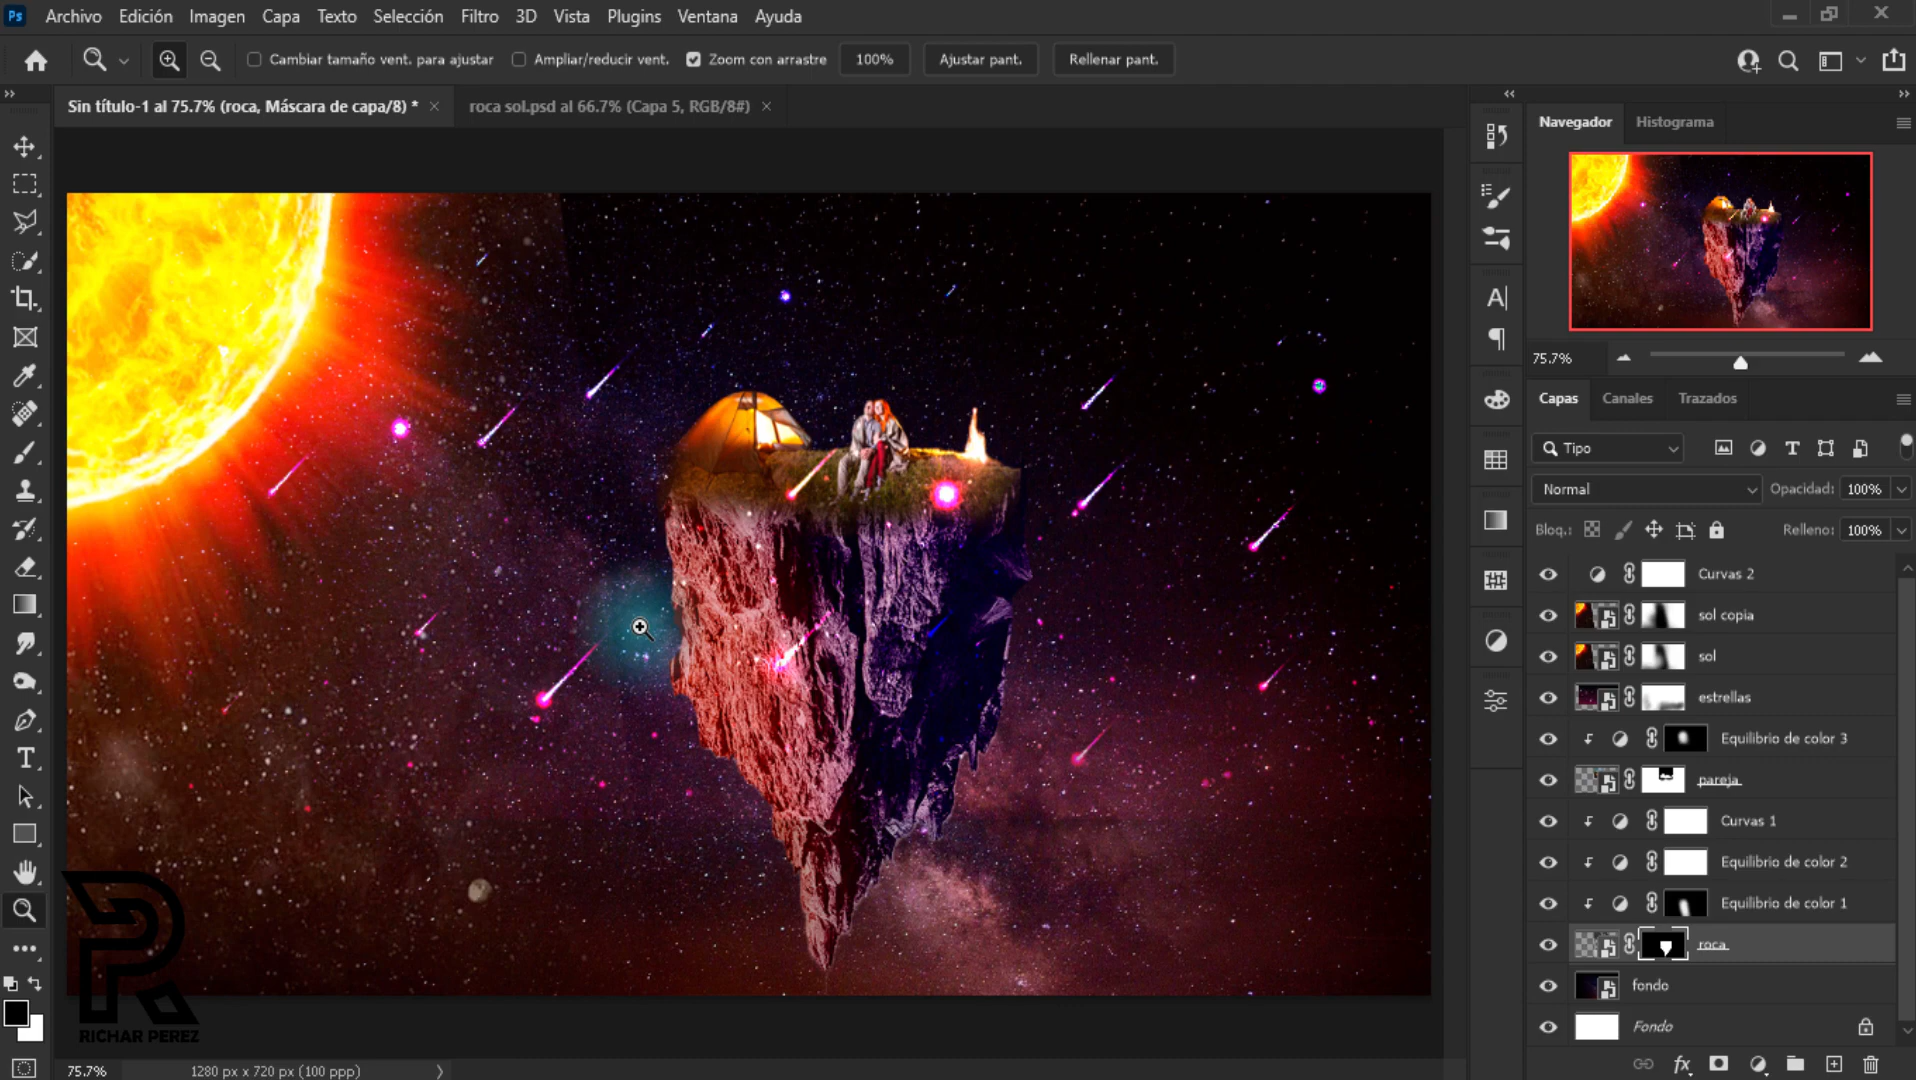 Ps Archivo Edición Imagen Capa Texto Selección Filtro 3D Vista Plugins Ventana Ayuda
Cambiar tamaño vent. para ajustar Ampliar/reducir vent. Zoom con arrastre 100% Ajustar pant. Rellenar pant.
Sin título-1 al 75.7% (roca, Máscara de capa/8) * × roca sol.psd al 66.7% (Capa 5, RGB/8#) ×
Navegador Histograma
75.7%
Capas Canales Trazados
Tipo
Normal Opacidad: 100%
Bloq.: Relleno: 100%
Curvas 2
sol copia
sol
estrellas
Equilibrio de color 3
pareja
Curvas 1
Equilibrio de color 2
Equilibrio de color 1
roca
fondo
Fondo
RICHAR PEREZ
75.7% 1280 px x 720 px (100 ppp)